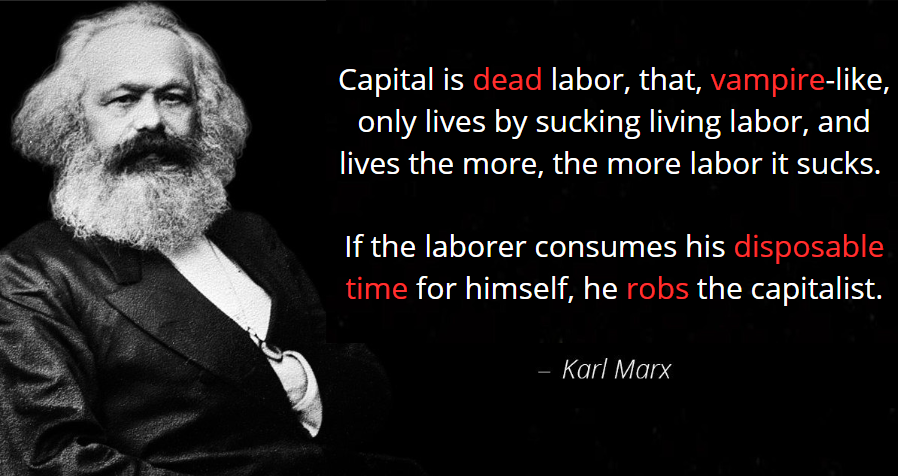 Capital is dead labor, that, vampire-like,
only lives by sucking living labor, and
lives the more, the more labor it sucks.
If the laborer consumes his disposable
time for himself, he robs the capitalist.
– Karl Marx